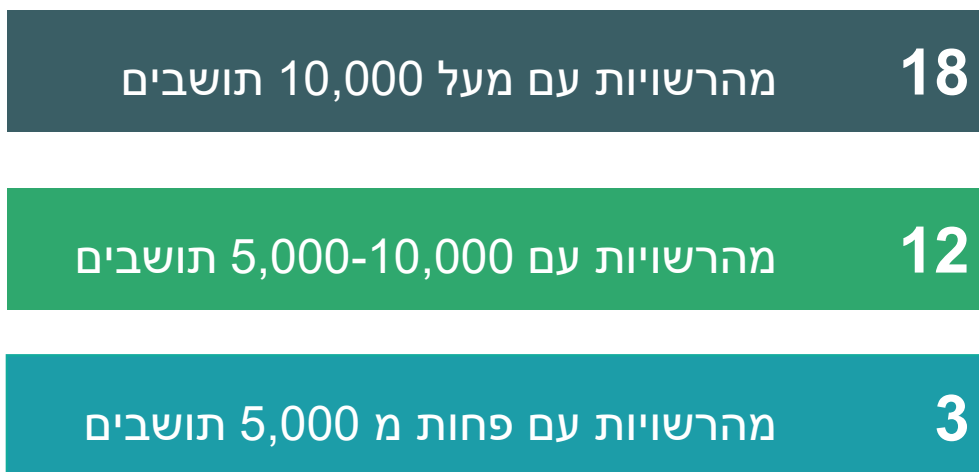 18 מהרשויות עם מעל 10,000 תושבים
12 מהרשויות עם 5,000-10,000 תושבים
3 מהרשויות עם פחות מ 5,000 תושבים